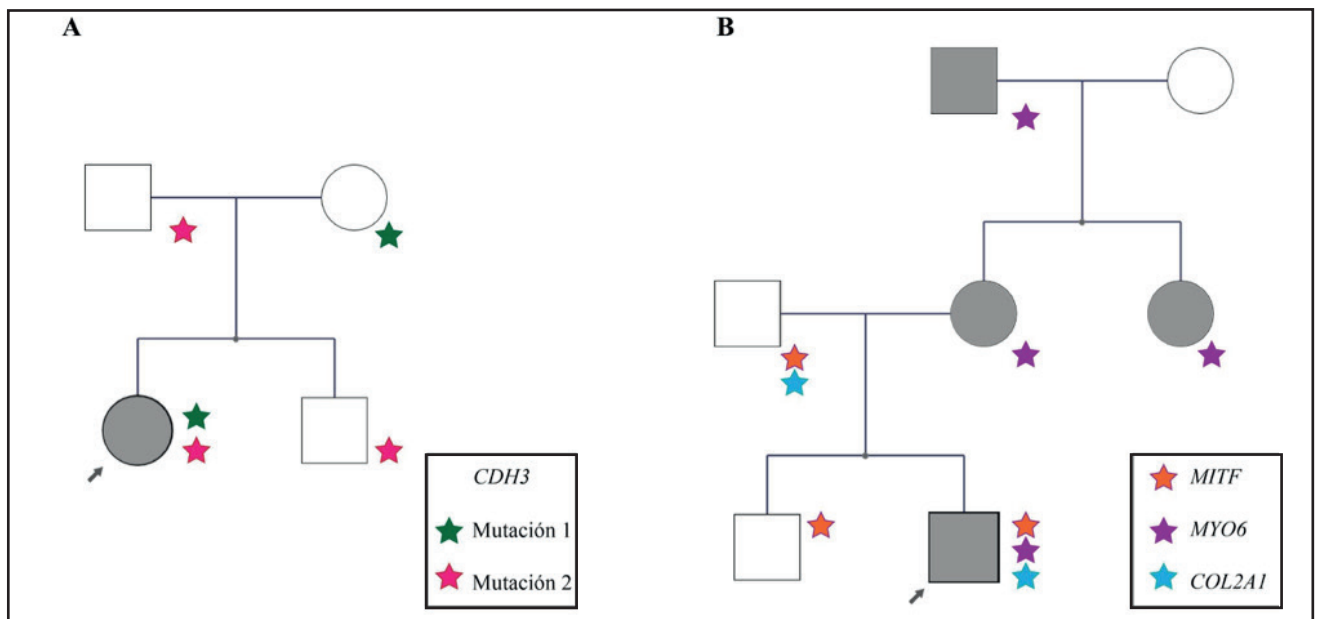 A
B
CDH3
Mutación 1
Mutación 2
MITF
MYO6
COL2A1